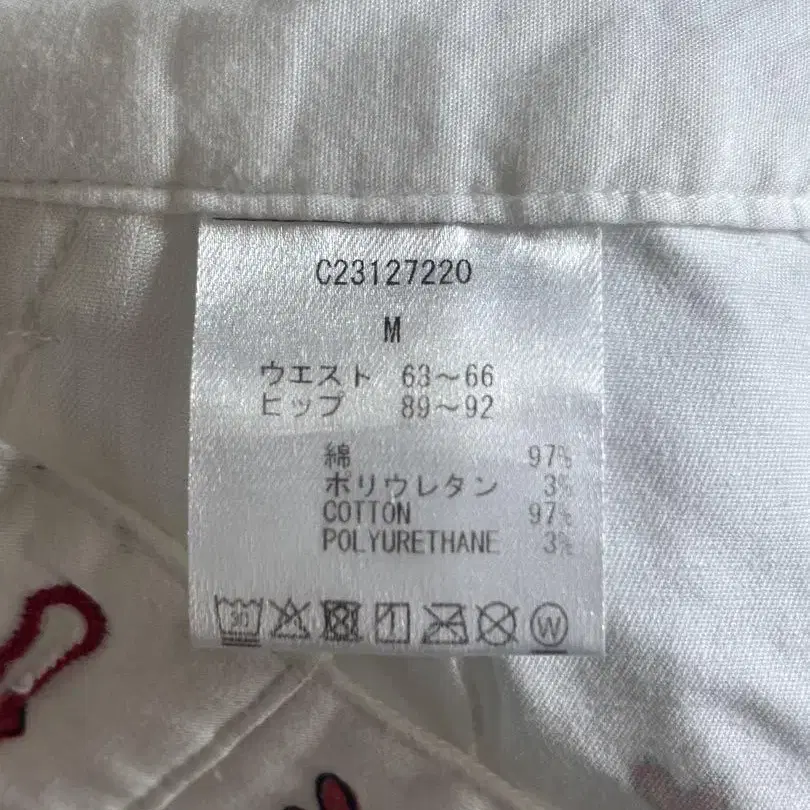 C23127220
M
ウエスト 63～66
ヒップ 89～92
綿 97%
ポリウレタン 3%
COTTON 97%
POLYURETHANE 3%
30
W